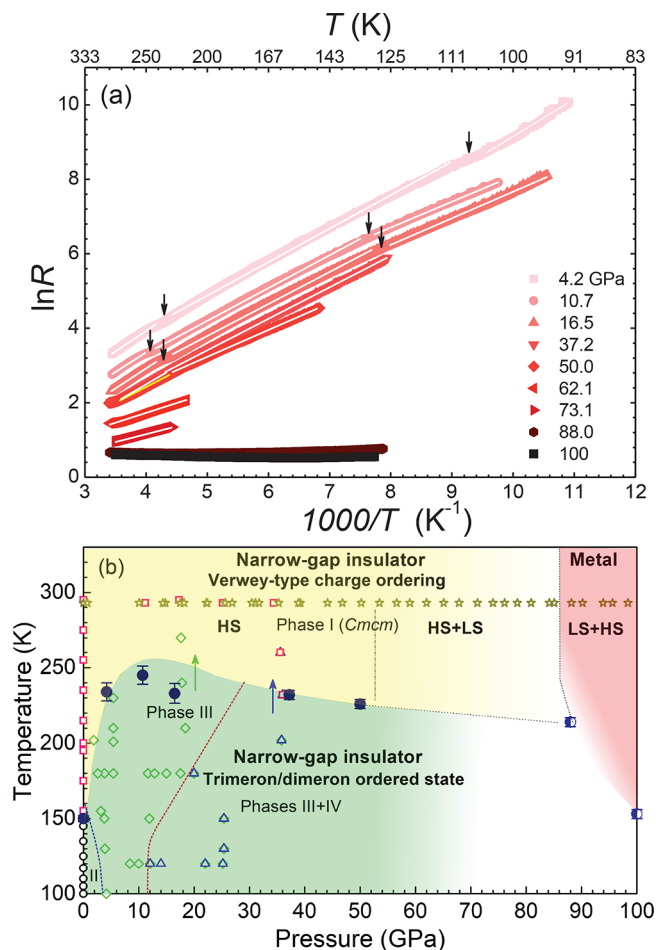 T (K)
333 250 200 167 143 125 111 100 91 83
(a)
10
8
6
4
2
0
lnR
4.2 GPa
10.7
16.5
37.2
50.0
62.1
73.1
88.0
100
3 4 5 6 7 8 9 10 11 12
1000/T (K⁻¹)
(b)
Narrow-gap insulator
Verwey-type charge ordering
Metal
HS
Phase I (Cmcm)
HS+LS
LS+HS
Phase III
Narrow-gap insulator
Trimeron/dimeron ordered state
Phases III+IV
II
300
250
200
150
100
Temperature (K)
0 10 20 30 40 50 60 70 80 90 100
Pressure (GPa)